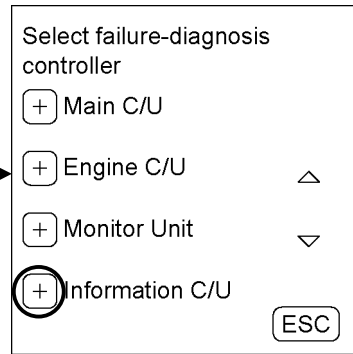 Select failure-diagnosis
controller
+ Main C/U
+ Engine C/U
+ Monitor Unit
+ Information C/U
ESC